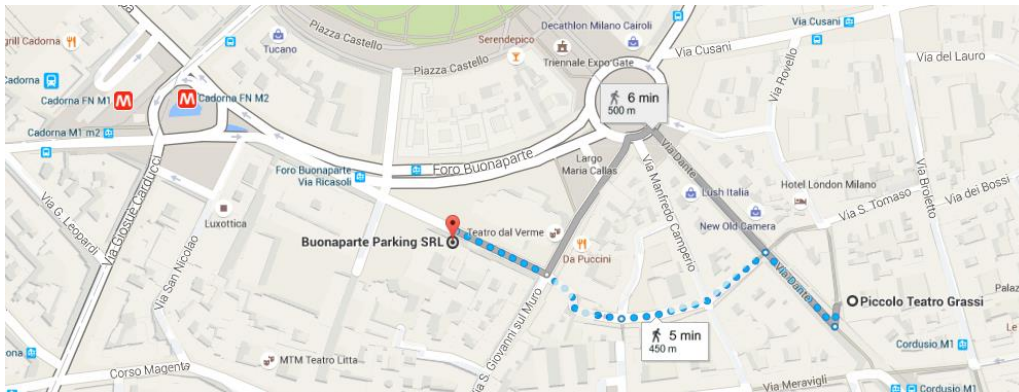 Via Cusani
Decathlon Milano Cairoli
Piazza Castello
Serendepico
Tucano
grill Cadorna
Via Cusani
Triennale Expo Gate
Via del Lauro
Piazza Castello
Via Rovello
Cadorna
Cadorna FN M1
M
M
Cadorna FN M2
6 min
500 m
Cadorna M1 m2
Foro Buonaparte
Largo
Maria Callas
Foro Buonaparte
Via Ricasoli
Via Dante
Via Broletto
Via dei Bossi
Hotel London Milano
Lush Italia
Via Manfredo Camperio
Via S. Tomaso
Via G. Leopardi
Via Giosuè Carducci
Luxottica
New Old Camera
Teatro dal Verme
Buonaparte Parking SRL
Da Puccini
Via San Nicolao
Via Dante
Palaz
Piccolo Teatro Grassi
Via S. Giovanni sul Muro
Le
5 min
450 m
Cordusio M1
ona
MTM Teatro Litta
Corso Magenta
Via Meravigli
Cordusio M1